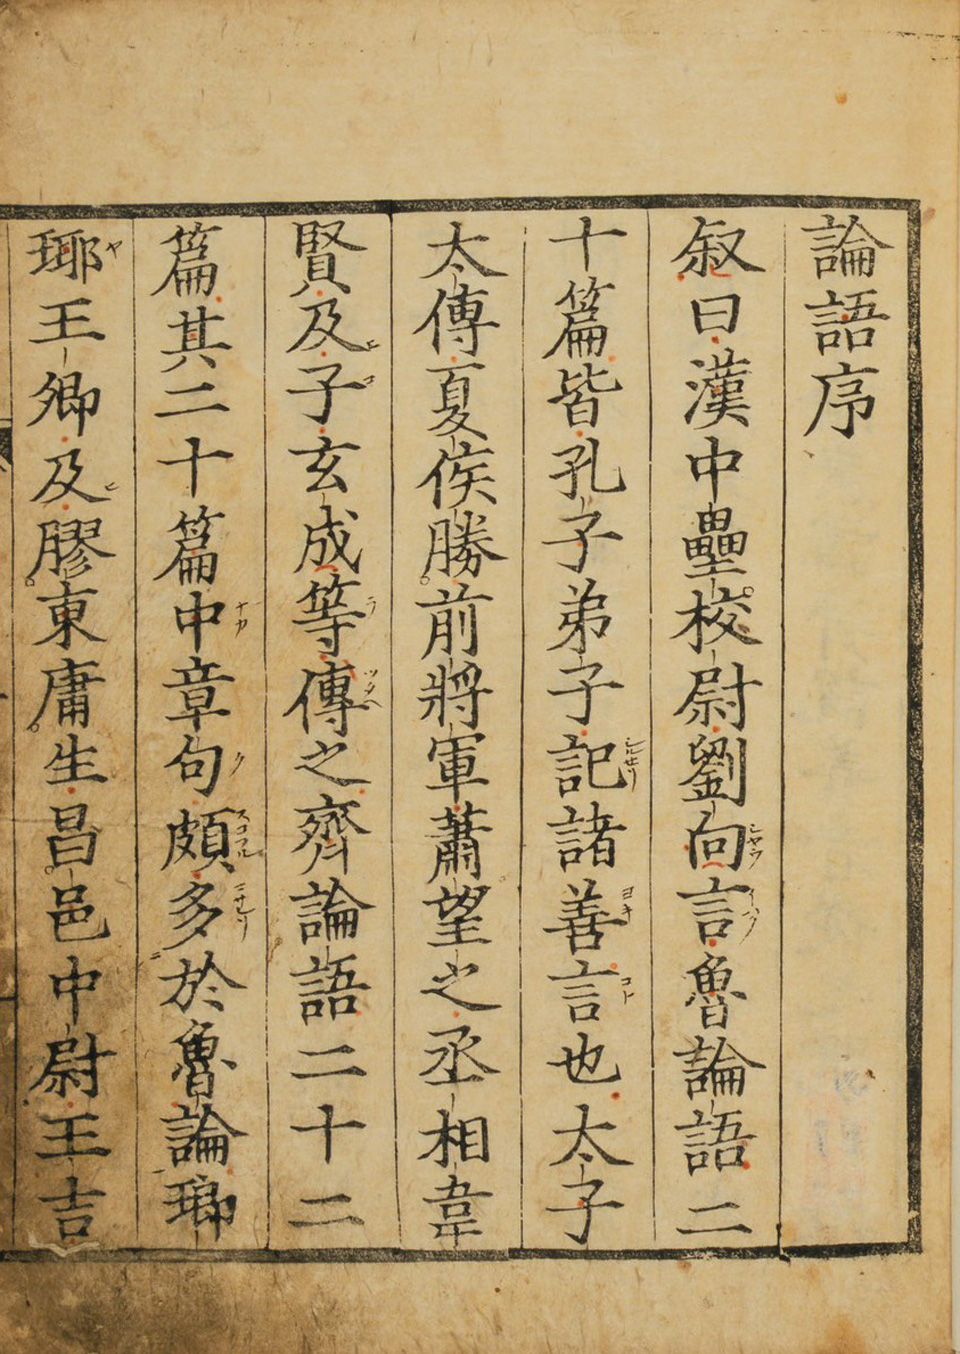 論語序
叙曰漢中壘校尉劉向言魯論語二
十篇皆孔子弟子記諸善言也太子
太傳夏侯勝前將軍蕭望之丞相韋
賢及子玄成等傳之齊論語二十二
篇其二十篇中章句頗多於魯論瑯
瑘王卿及膠東庸生昌邑中尉王吉